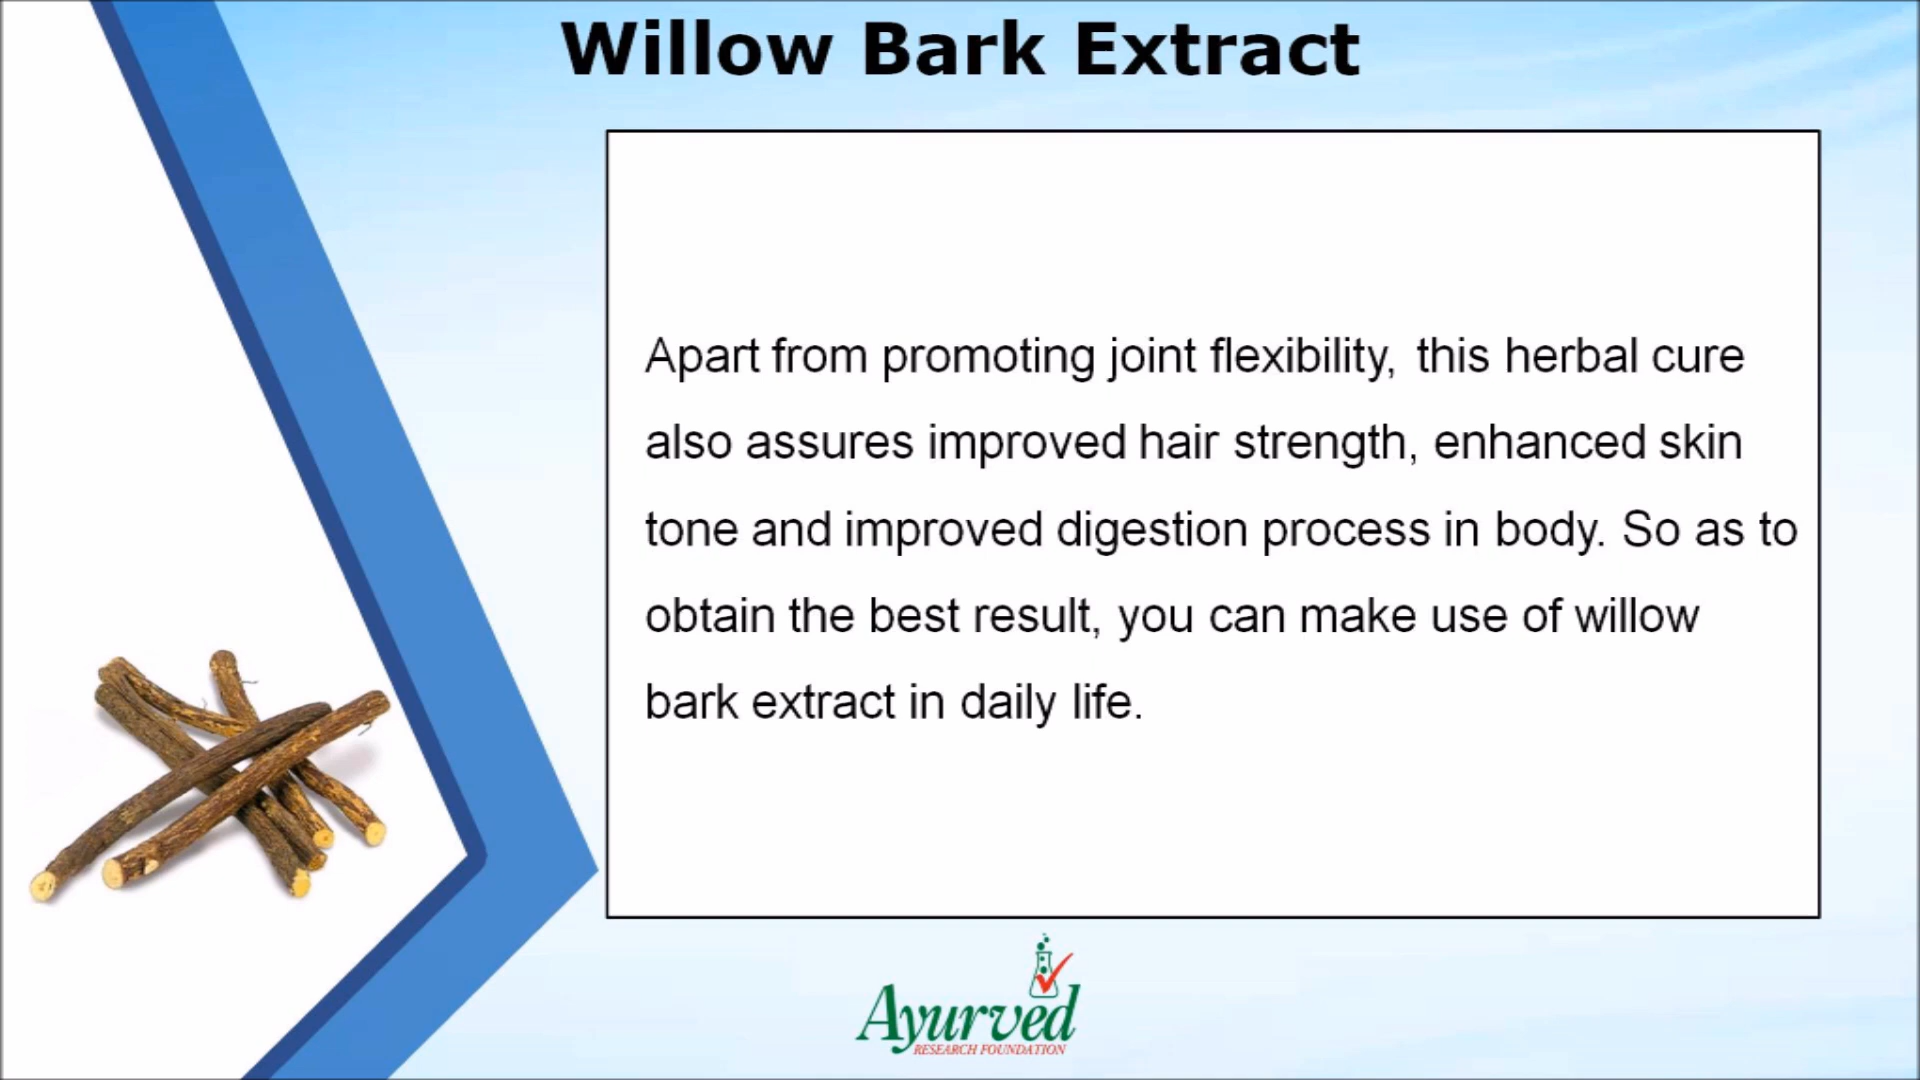 Willow Bark Extract
Apart from promoting joint flexibility, this herbal cure
also assures improved hair strength, enhanced skin
tone and improved digestion process in body. So as to
obtain the best result, you can make use of willow
bark extract in daily life.
Ayurved
RESEARCH FOUNDATION